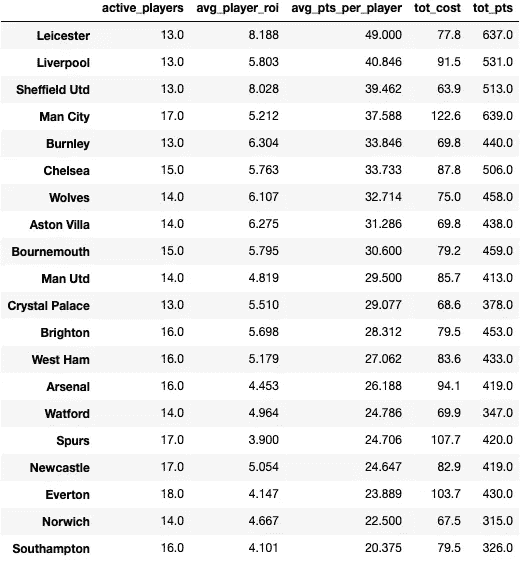 active_players avg_player_roi avg_pts_per_player tot_cost tot_pts
Leicester 13.0 8.188 49.000 77.8 637.0
Liverpool 13.0 5.803 40.846 91.5 531.0
Sheffield Utd 13.0 8.028 39.462 63.9 513.0
Man City 17.0 5.212 37.588 122.6 639.0
Burnley 13.0 6.304 33.846 69.8 440.0
Chelsea 15.0 5.763 33.733 87.8 506.0
Wolves 14.0 6.107 32.714 75.0 458.0
Aston Villa 14.0 6.275 31.286 69.8 438.0
Bournemouth 15.0 5.795 30.600 79.2 459.0
Man Utd 14.0 4.819 29.500 85.7 413.0
Crystal Palace 13.0 5.510 29.077 68.6 378.0
Brighton 16.0 5.698 28.312 79.5 453.0
West Ham 16.0 5.179 27.062 83.6 433.0
Arsenal 16.0 4.453 26.188 94.1 419.0
Watford 14.0 4.964 24.786 69.9 347.0
Spurs 17.0 3.900 24.706 107.7 420.0
Newcastle 17.0 5.054 24.647 82.9 419.0
Everton 18.0 4.147 23.889 103.7 430.0
Norwich 14.0 4.667 22.500 67.5 315.0
Southampton 16.0 4.101 20.375 79.5 326.0